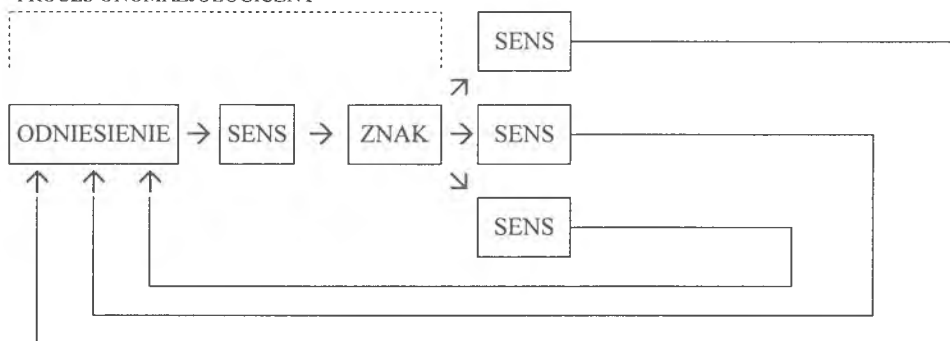 SENS
ODNIESIENIE → SENS → ZNAK → SENS
SENS